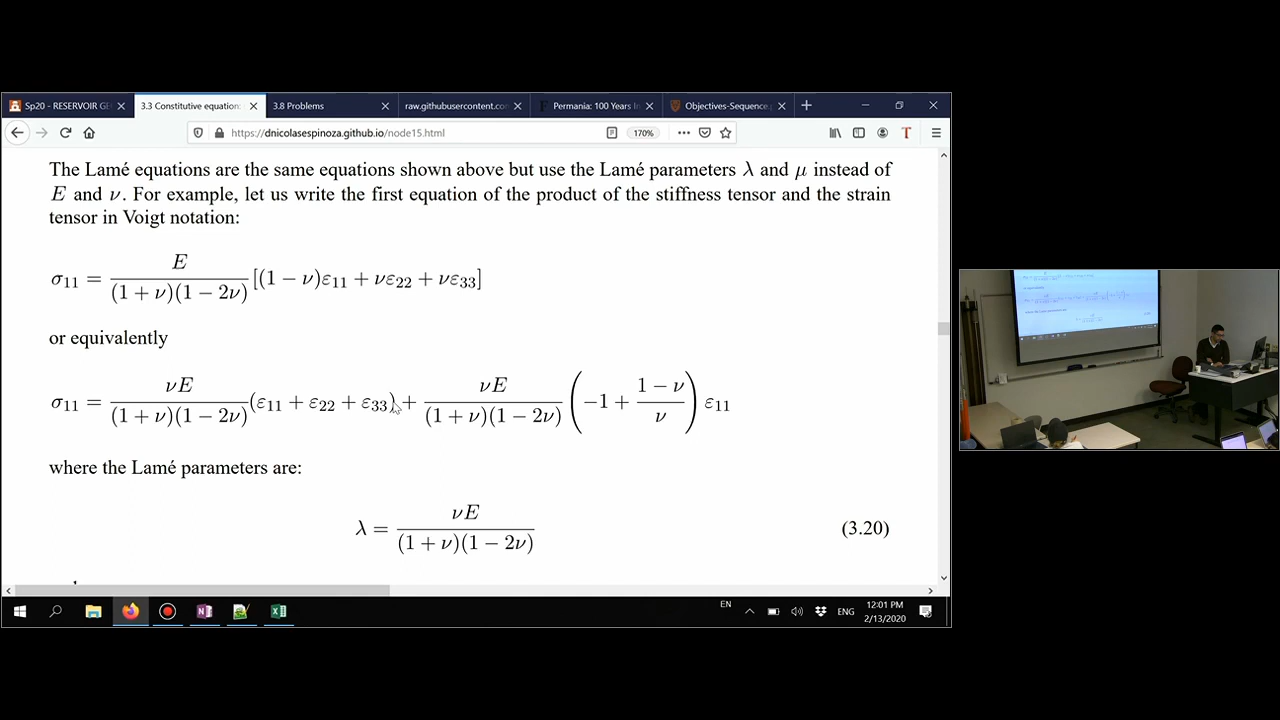 Sp20 - RESERVOIR GE
3.3 Constitutive equation:
3.8 Problems
raw.githubusercontent.co
Permania: 100 Years In
Objectives-Sequence.p
https://dnicolasespinoza.github.io/node15.html
170%
The Lamé equations are the same equations shown above but use the Lamé parameters λ and μ instead of
E and ν. For example, let us write the first equation of the product of the stiffness tensor and the strain
tensor in Voigt notation:
σ₁₁ = E / (1 + ν)(1 − 2ν) [(1 − ν)ε₁₁ + νε₂₂ + νε₃₃]
or equivalently
σ₁₁ = νE / (1 + ν)(1 − 2ν) (ε₁₁ + ε₂₂ + ε₃₃) + νE / (1 + ν)(1 − 2ν) (−1 + (1 − ν) / ν) ε₁₁
where the Lamé parameters are:
λ = νE / (1 + ν)(1 − 2ν) (3.20)
EN
ENG
12:01 PM
2/13/2020